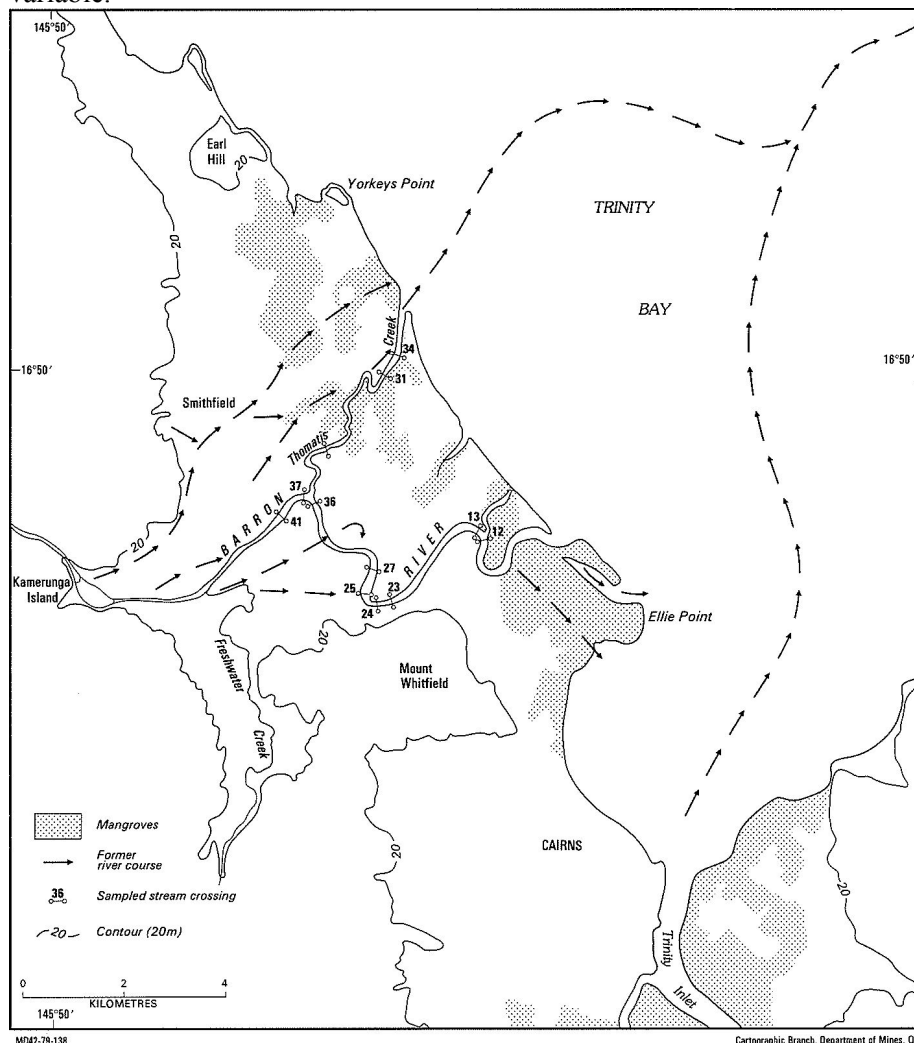 variable.
145°50'
Earl
Hill
20
Yorkeys Point
TRINITY
BAY
20
16°50'
16°50'
Creek
34
31
Smithfield
Thomatis
37
36
BARRON
41
RIVER
13
12
20
27
25
23
24
Kamerunga
Island
20
Ellie Point
Mount
Whitfield
Freshwater
Creek
Mangroves
Former
river course
36
Sampled stream crossing
20
Contour (20m)
CAIRNS
20
20
Trinity
Inlet
0 2 4
KILOMETRES
145°50'
MD42-79-138
Cartographic Branch, Department of Mines, Q